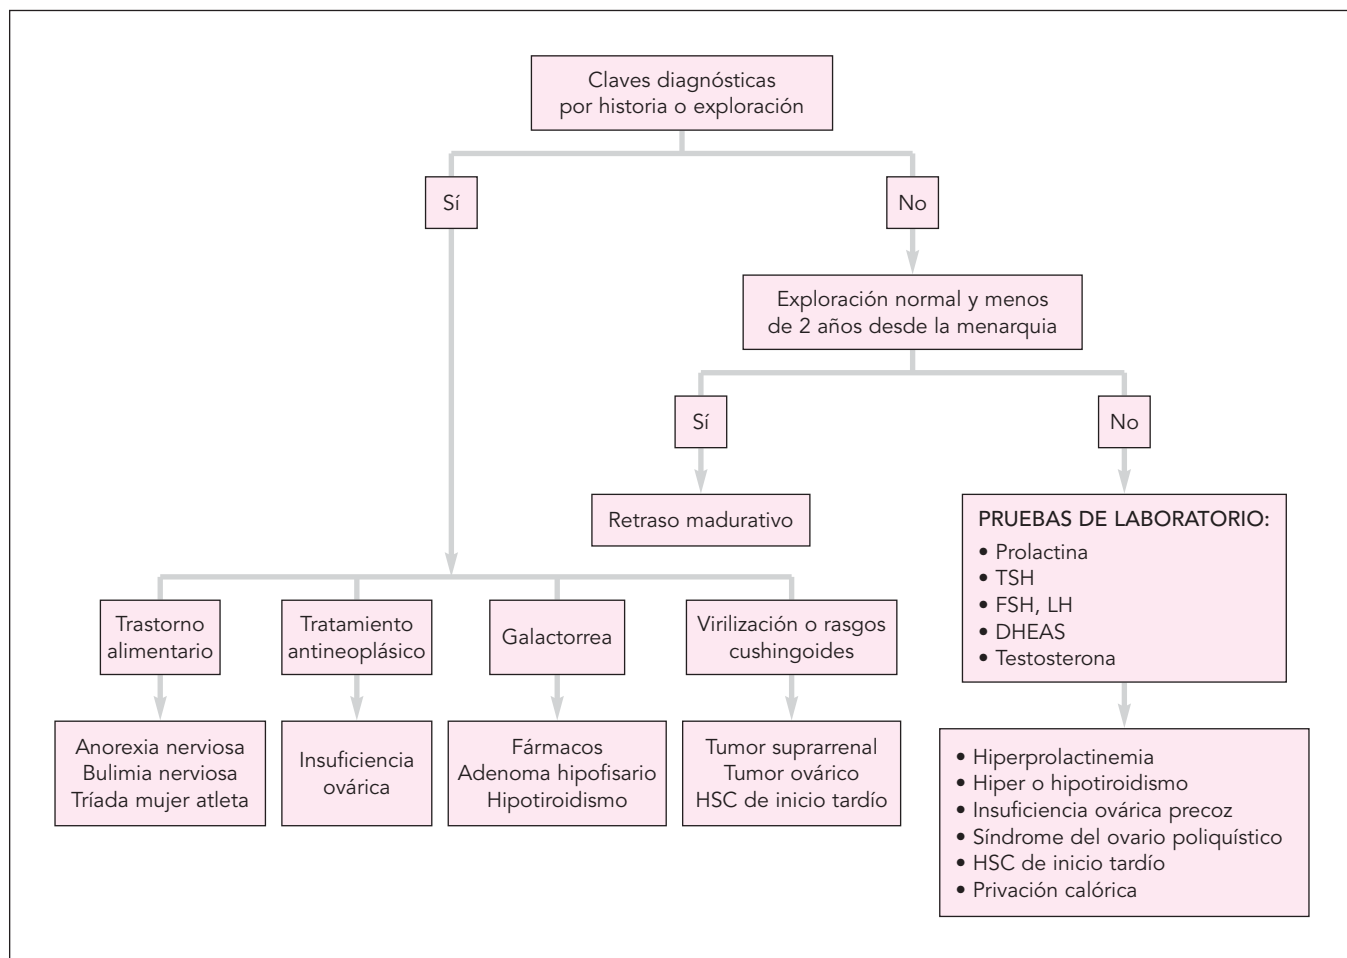 Claves diagnósticas
por historia o exploración
Sí
No
Exploración normal y menos
de 2 años desde la menarquia
Sí
No
Retraso madurativo
PRUEBAS DE LABORATORIO:
• Prolactina
• TSH
• FSH, LH
• DHEAS
• Testosterona
Trastorno
alimentario
Tratamiento
antineoplásico
Galactorrea
Virilización o rasgos
cushingoides
Anorexia nerviosa
Bulimia nerviosa
Tríada mujer atleta
Insuficiencia
ovárica
Fármacos
Adenoma hipofisario
Hipotiroidismo
Tumor suprarrenal
Tumor ovárico
HSC de inicio tardío
• Hiperprolactinemia
• Hiper o hipotiroidismo
• Insuficiencia ovárica precoz
• Síndrome del ovario poliquístico
• HSC de inicio tardío
• Privación calórica